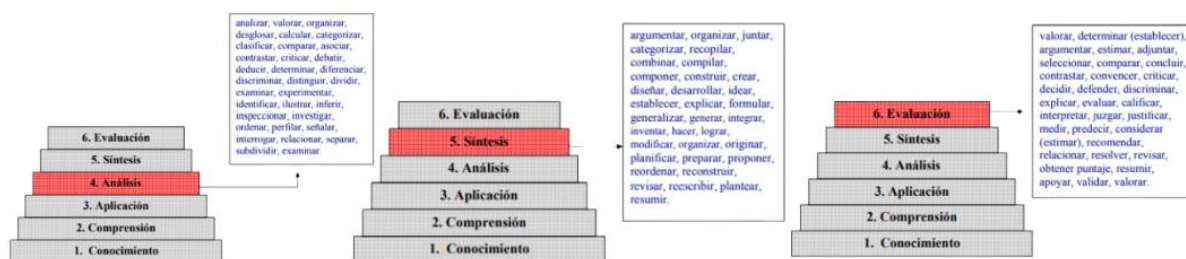 analizar, valorar, organizar,
desglosar, calcular, categorizar,
clasificar, comparar, asociar,
contrastar, criticar, debatir,
deducir, determinar, diferenciar,
discriminar, distinguir, dividir,
examinar, experimentar,
identificar, ilustrar, inferir,
inspeccionar, investigar,
ordenar, perfilar, señalar,
interrogar, relacionar, separar,
subdividir, examinar.
6. Evaluación
5. Síntesis
4. Análisis
3. Aplicación
2. Comprensión
1. Conocimiento
argumentar, organizar, juntar,
categorizar, recopilar,
combinar, compilar,
componer, construir, crear,
diseñar, desarrollar, idear,
establecer, explicar, formular,
generalizar, generar, integrar,
inventar, hacer, lograr,
modificar, organizar, originar,
planificar, preparar, proponer,
reordenar, reconstruir,
revisar, reescribir, plantear,
resumir.
6. Evaluación
5. Síntesis
4. Análisis
3. Aplicación
2. Comprensión
1. Conocimiento
valorar, determinar (establecer),
argumentar, estimar, adjuntar,
seleccionar, comparar, concluir,
contrastar, convencer, criticar,
decidir, defender, discriminar,
explicar, evaluar, calificar,
interpretar, juzgar, justificar,
medir, predecir, considerar
(estimar), recomendar,
relacionar, resolver, revisar,
obtener puntaje, resumir,
apoyar, validar, valorar.
6. Evaluación
5. Síntesis
4. Análisis
3. Aplicación
2. Comprensión
1. Conocimiento